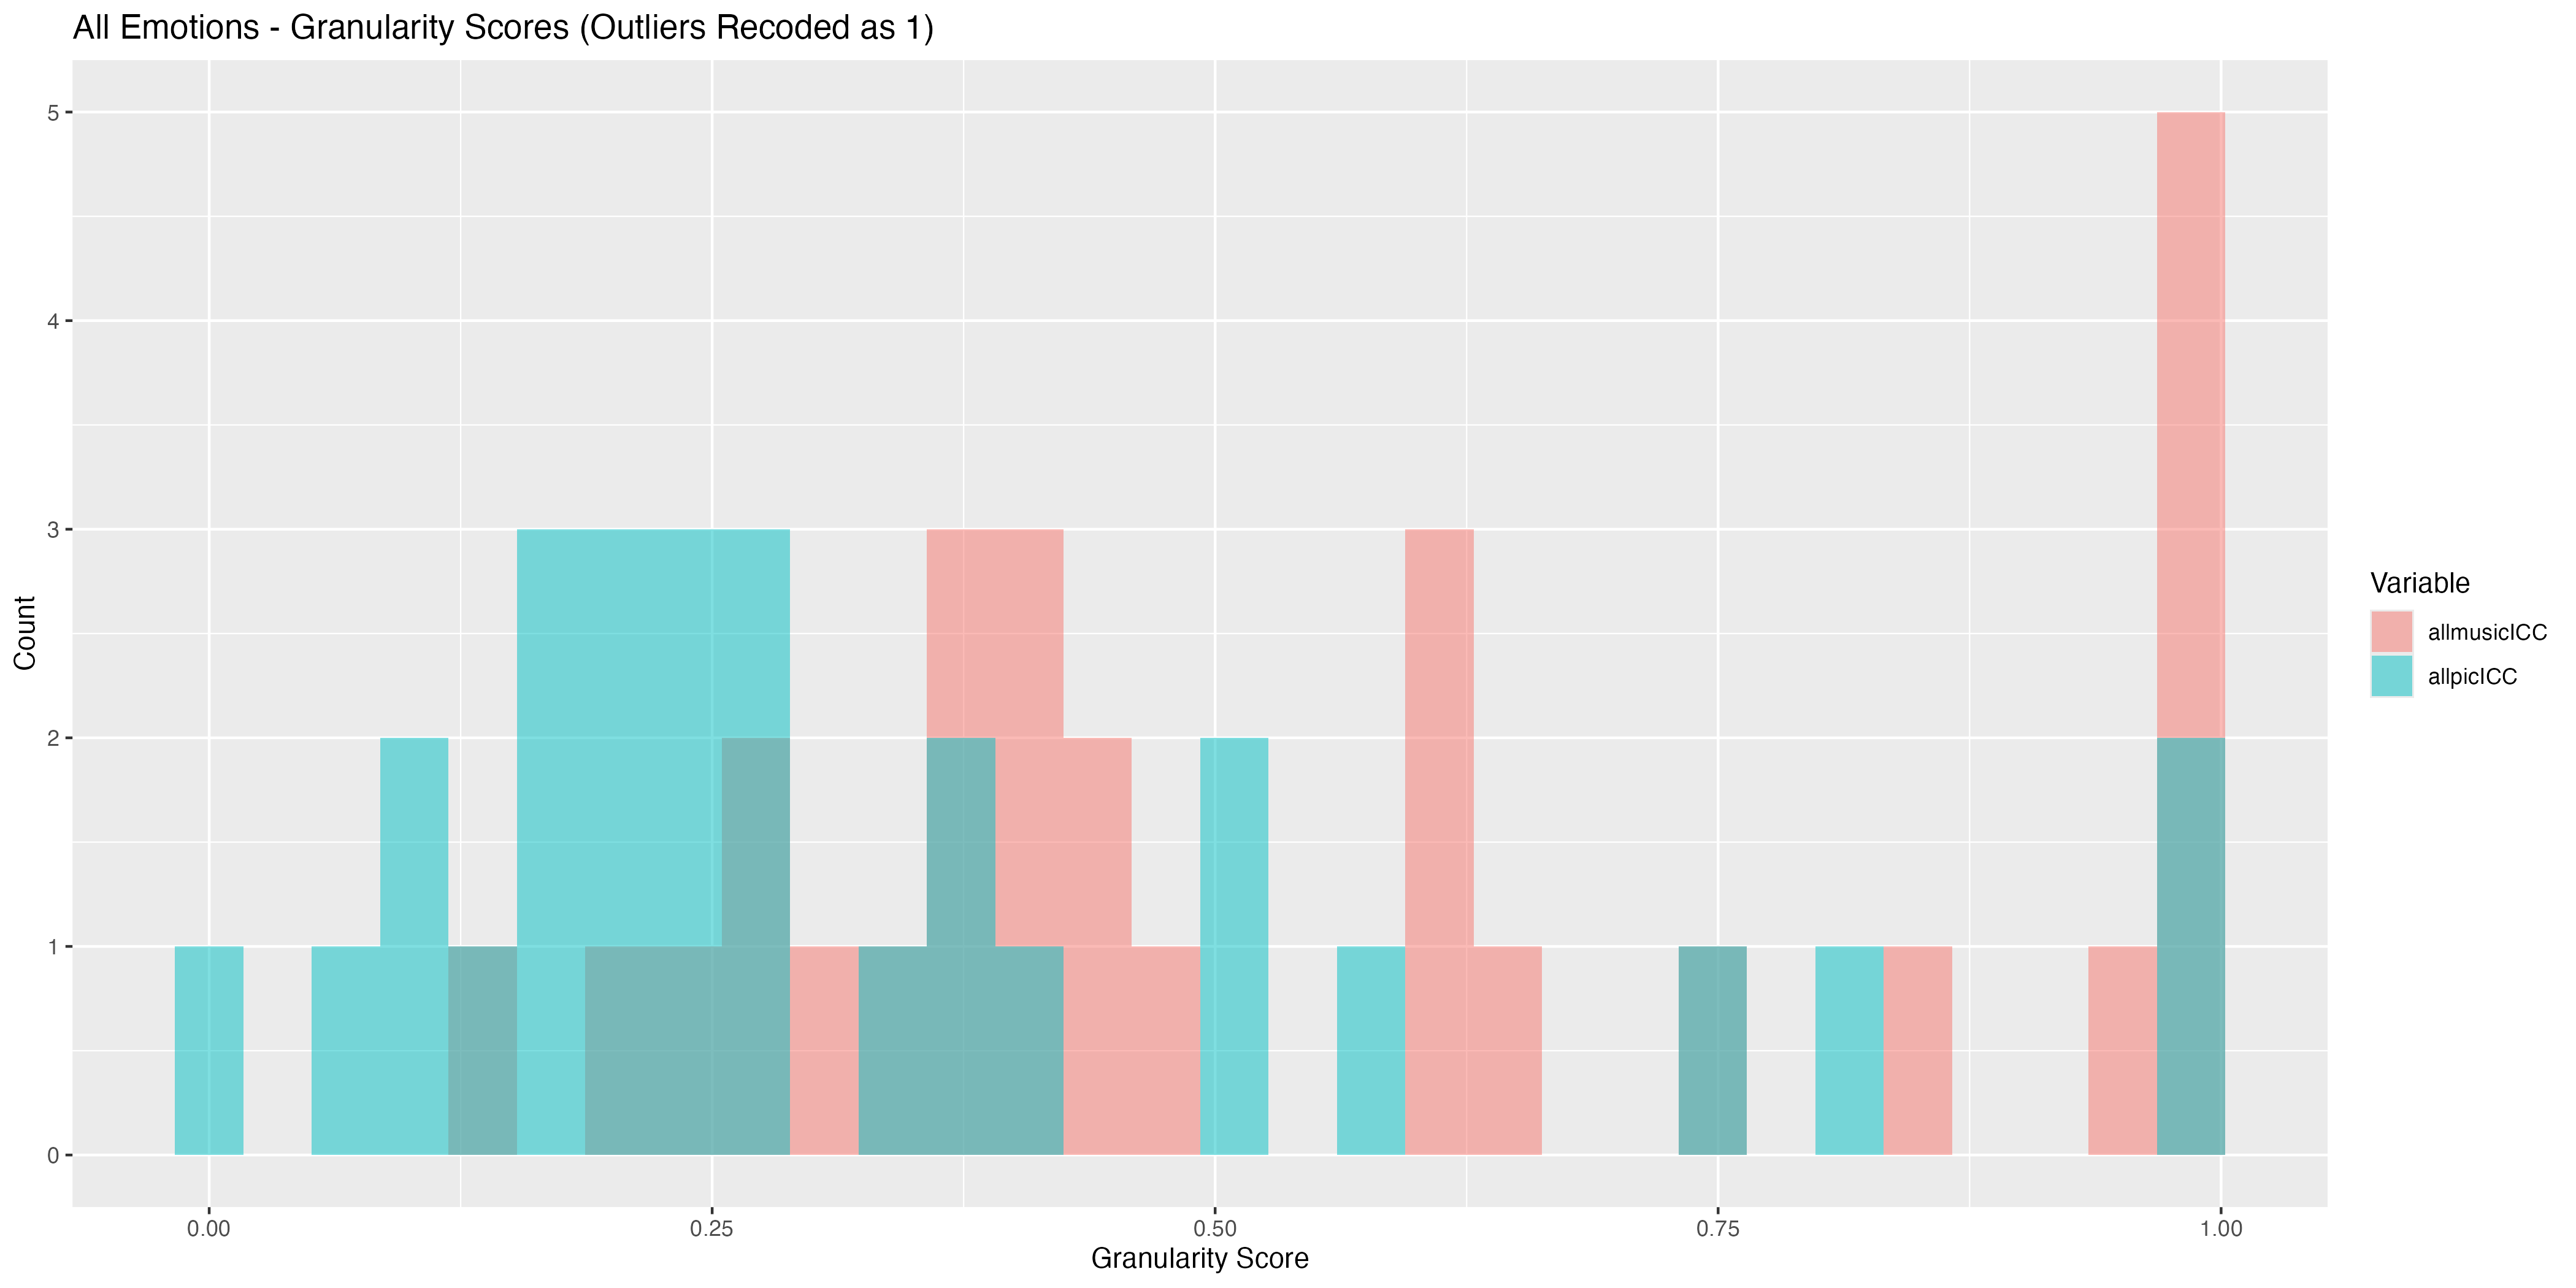 All Emotions - Granularity Scores (Outliers Recoded as 1)
5
4
3
2
1
0
Count
0.00 0.25 0.50 0.75 1.00
Granularity Score
Variable
allmusicICC
allpicICC